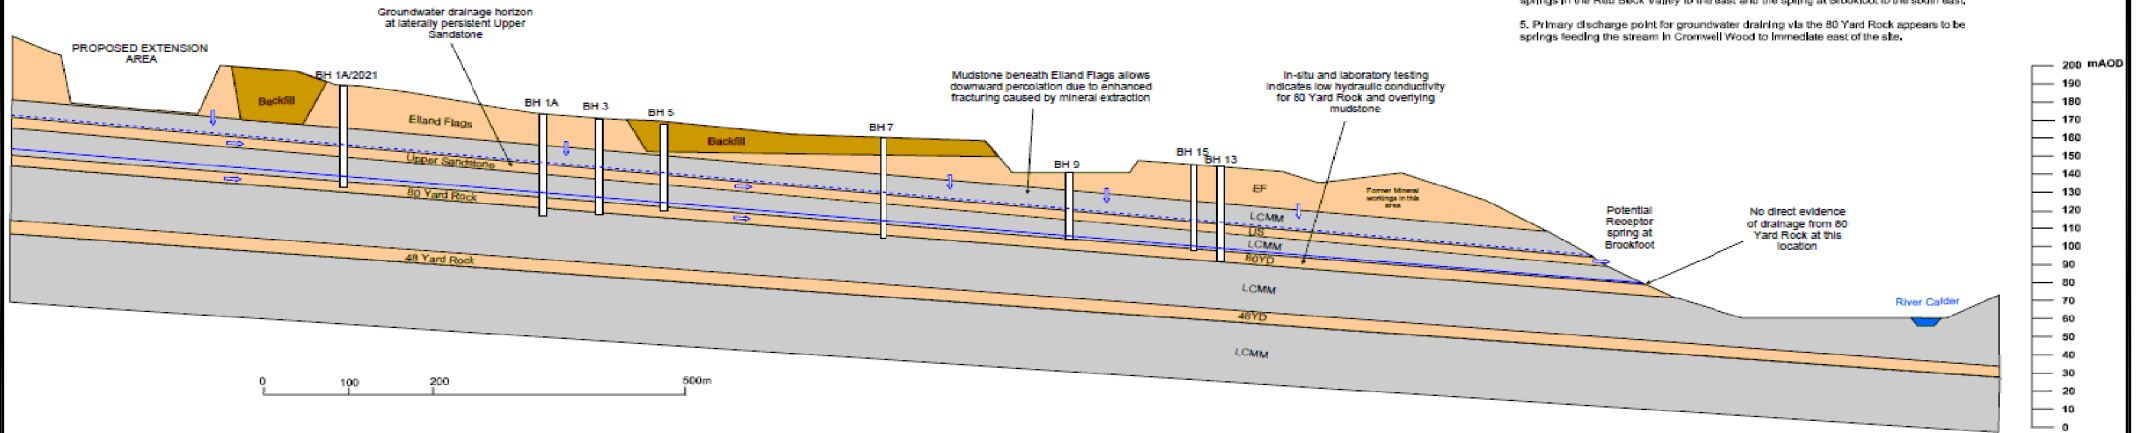 springs in the Red Beck Valley to the east and the spring at Brookfoot to the south east.
5. Primary discharge point for groundwater draining via the 80 Yard Rock appears to be
springs feeding the stream in Cromwell Wood to immediate east of the site.
Groundwater drainage horizon
at laterally persistent Upper
Sandstone
PROPOSED EXTENSION
AREA
Backfill
BH 1A/2021
Elland Flags
BH 1A
BH 3
BH 5
Backfill
BH 7
Mudstone beneath Elland Flags allows
downward percolation due to enhanced
fracturing caused by mineral extraction
BH 9
In-situ and laboratory testing
indicates low hydraulic conductivity
for 80 Yard Rock and overlying
mudstone
BH 15
BH 13
EF
Former Mineral
workings in this
area
Potential
Receptor
spring at
Brookfoot
No direct evidence
of drainage from 80
Yard Rock at this
location
Upper Sandstone
80 Yard Rock
48 Yard Rock
LCMM
US
LCMM
80YD
LCMM
48YD
LCMM
River Calder
0
100
200
500m
200 mAOD
190
180
170
160
150
140
130
120
110
100
90
80
70
60
50
40
30
20
10
0